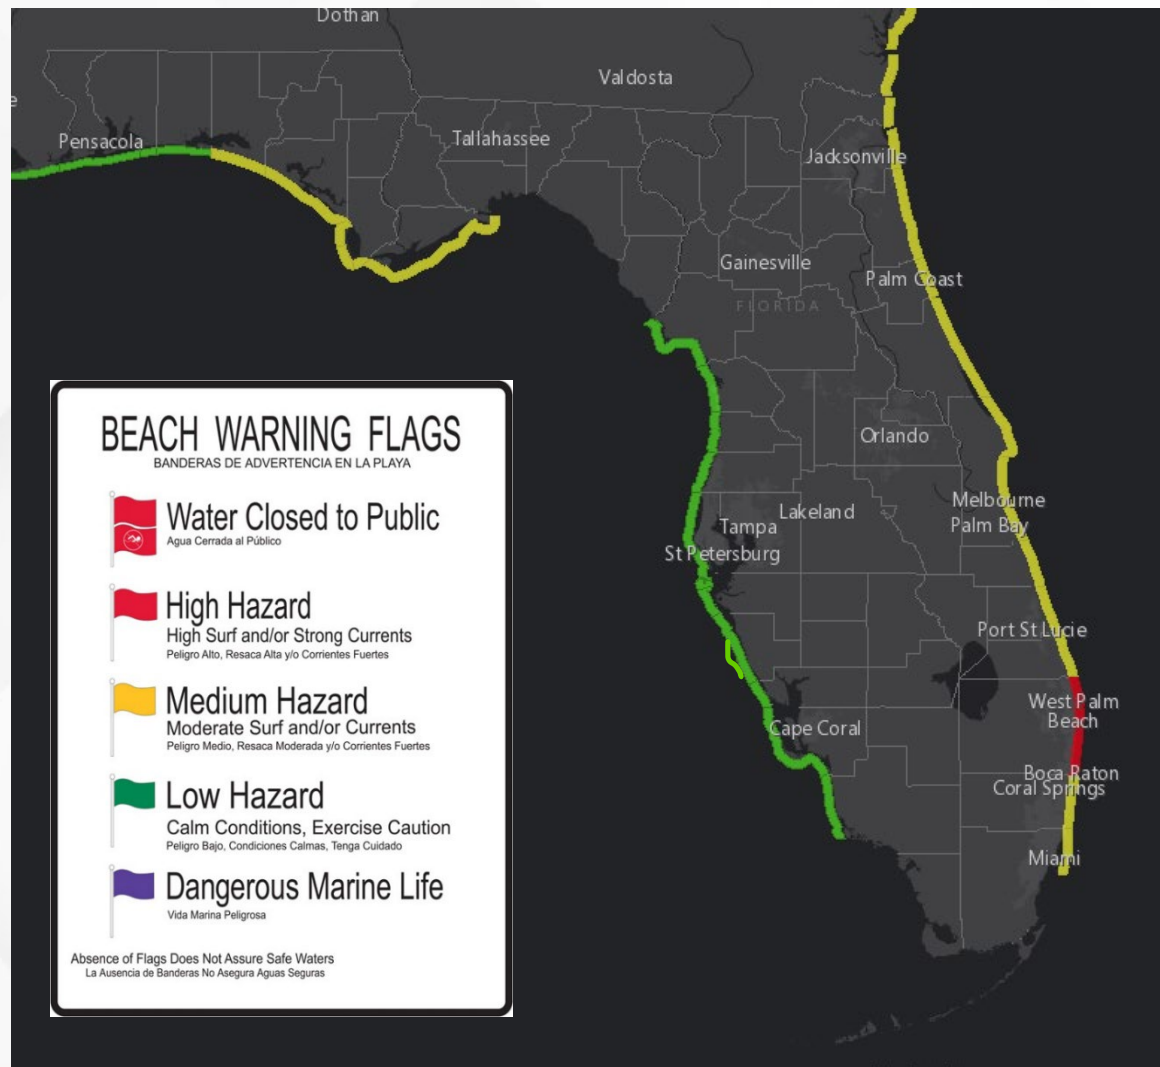 Dothan
Valdosta
e
Pensacola
Tallahassee
Jacksonville
Gainesville
Palm Coast
FLORIDA
BEACH WARNING FLAGS
BANDERAS DE ADVERTENCIA EN LA PLAYA
Water Closed to Public
Agua Cerrada al Público
High Hazard
High Surf and/or Strong Currents
Peligro Alto, Resaca Alta y/o Corrientes Fuertes
Medium Hazard
Moderate Surf and/or Currents
Peligro Medio, Resaca Moderada y/o Corrientes Fuertes
Low Hazard
Calm Conditions, Exercise Caution
Peligro Bajo, Condiciones Calmas, Tenga Cuidado
Dangerous Marine Life
Vida Marina Peligrosa
Absence of Flags Does Not Assure Safe Waters
La Ausencia de Banderas No Asegura Aguas Seguras
Orlando
Melbourne
Lakeland
Palm Bay
Tampa
St Petersburg
Port St Lucie
West Palm
Beach
Cape Coral
Boca Raton
Coral Springs
Miami